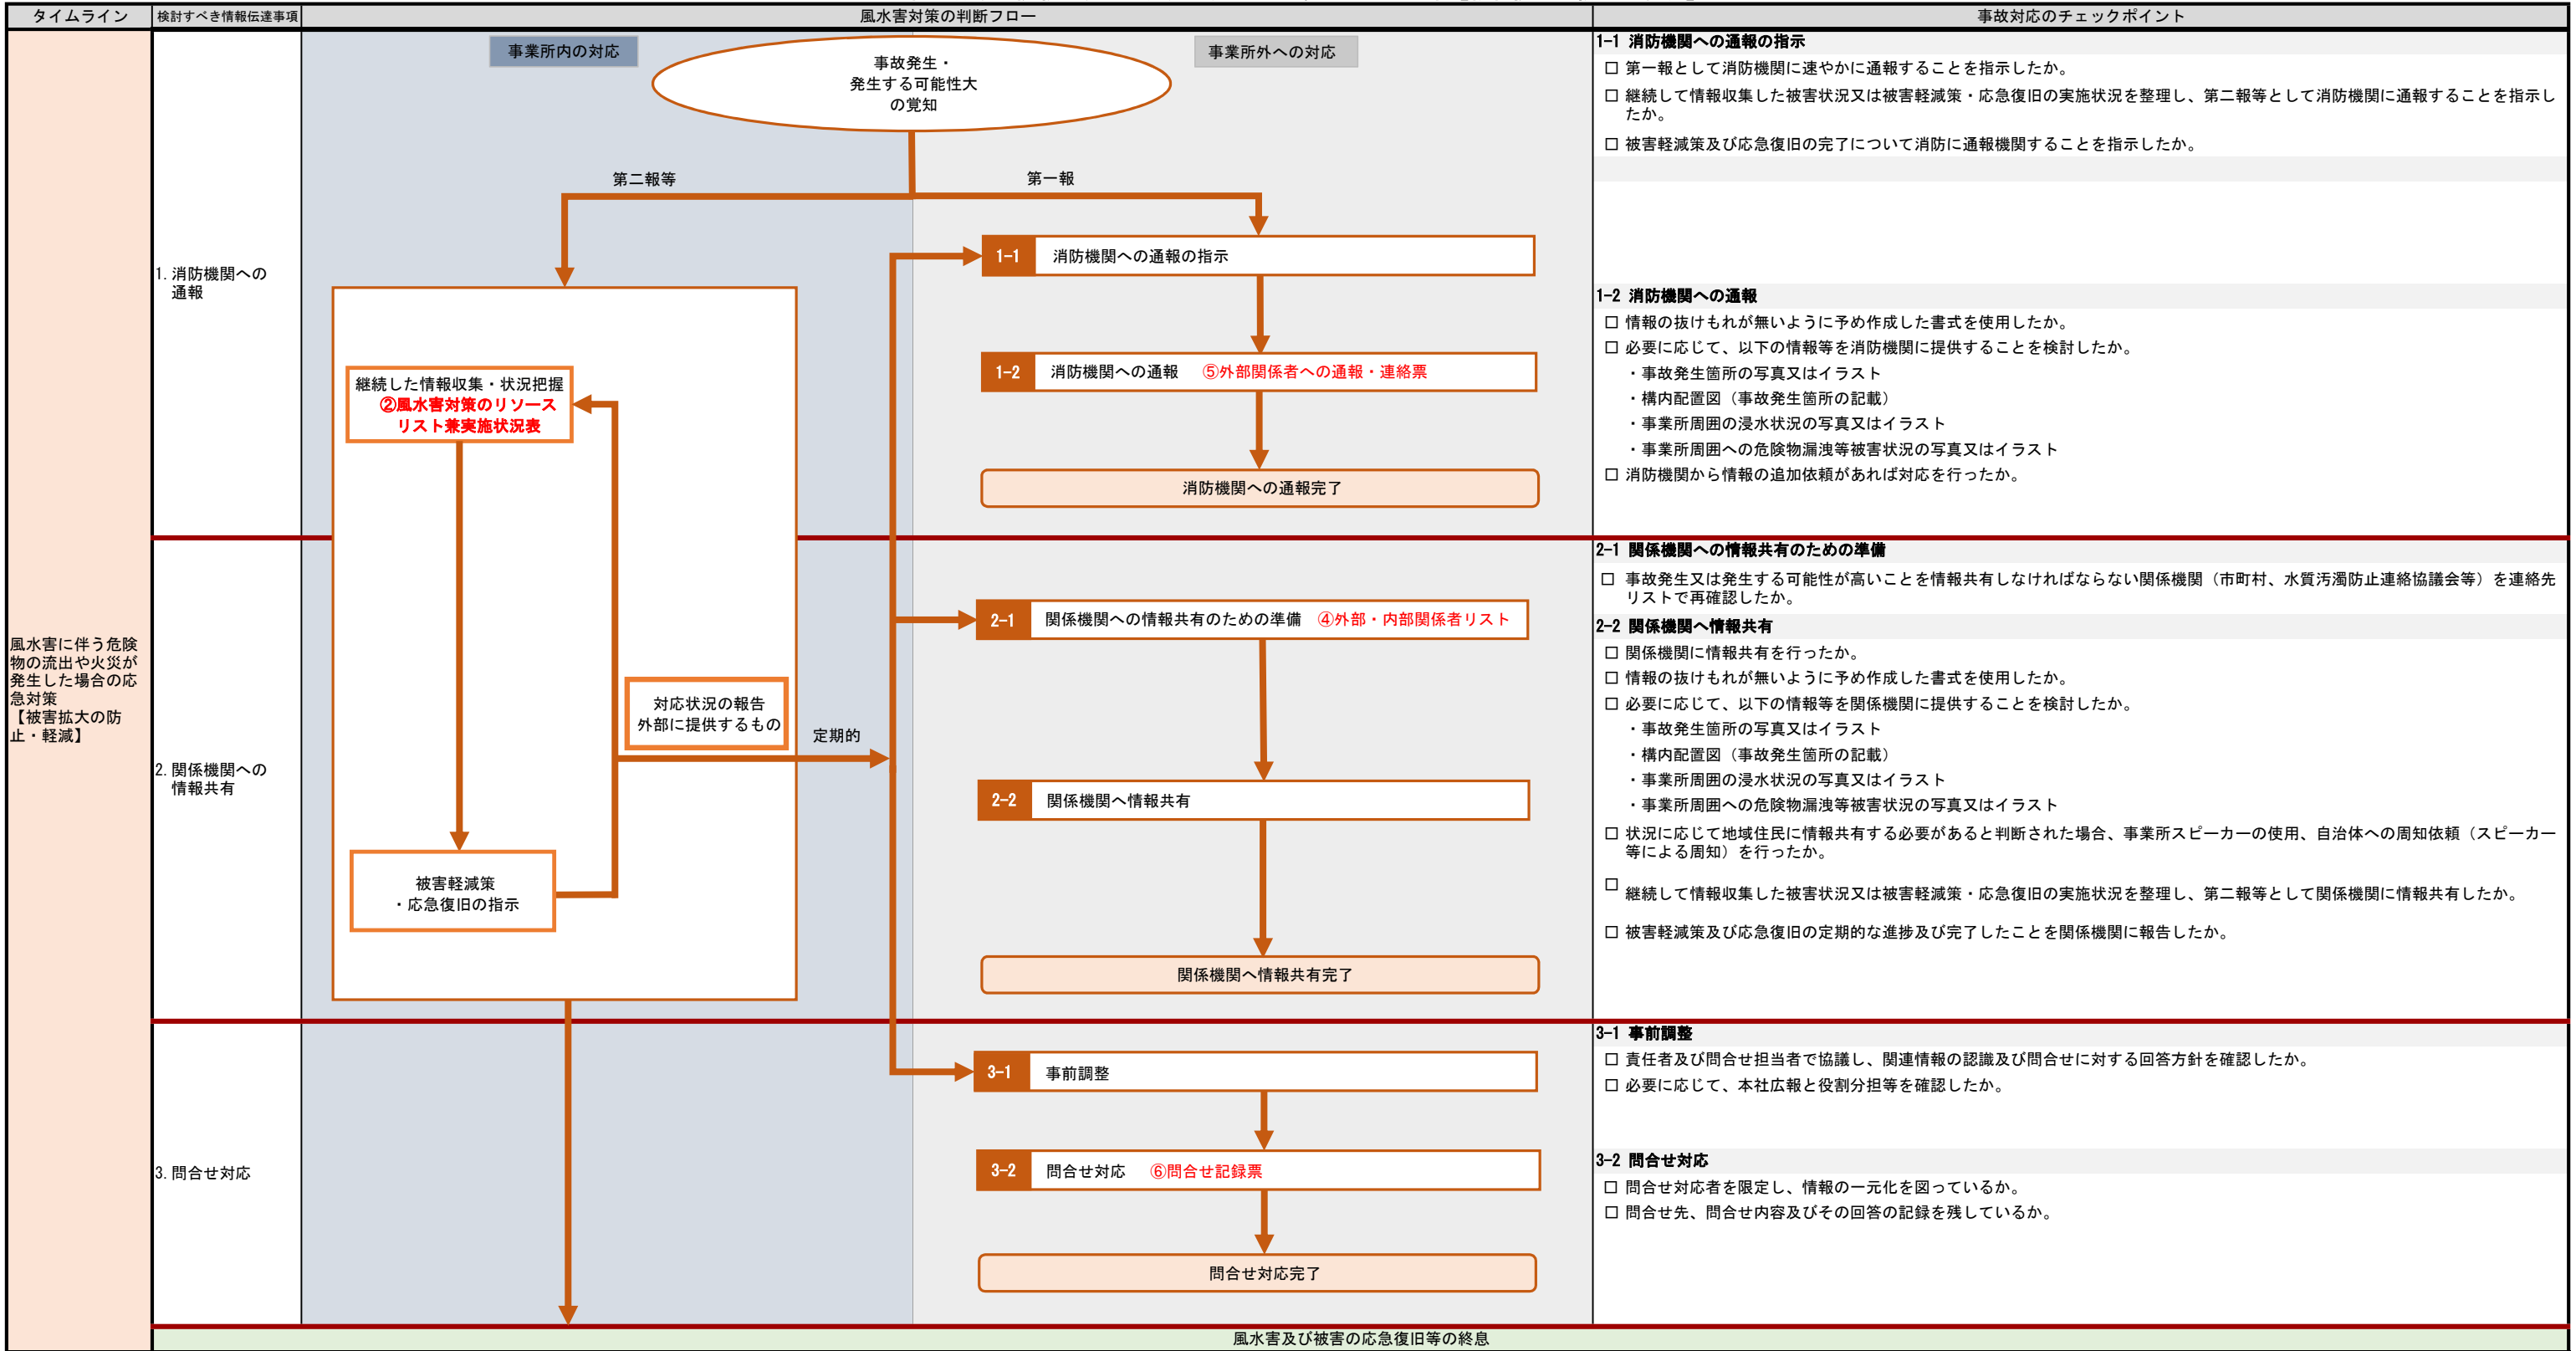 タイムライン
検討すべき情報伝達事項
風水害対策の判断フロー
事故対応のチェックポイント
風水害に伴う危険
物の流出や火災が
発生した場合の応
急対策
【被害拡大の防
止・軽減】
1. 消防機関への
通報
2. 関係機関への
情報共有
3. 問合せ対応
事業所内の対応
事業所外への対応
事故発生・
発生する可能性大
の覚知
第二報等
第一報
継続した情報収集・状況把握
②風水害対策のリソース
リスト兼実施状況表
被害軽減策
・応急復旧の指示
対応状況の報告
外部に提供するもの
定期的
1-1 消防機関への通報の指示
1-2 消防機関への通報 ⑤外部関係者への通報・連絡票
消防機関への通報完了
2-1 関係機関への情報共有のための準備 ④外部・内部関係者リスト
2-2 関係機関へ情報共有
関係機関へ情報共有完了
3-1 事前調整
3-2 問合せ対応 ⑥問合せ記録票
問合せ対応完了
1-1 消防機関への通報の指示
□ 第一報として消防機関に速やかに通報することを指示したか。
□ 継続して情報収集した被害状況又は被害軽減策・応急復旧の実施状況を整理し、第二報等として消防機関に通報することを指示し
たか。
□ 被害軽減策及び応急復旧の完了について消防に通報機関することを指示したか。
1-2 消防機関への通報
□ 情報の抜けもれが無いように予め作成した書式を使用したか。
□ 必要に応じて、以下の情報等を消防機関に提供することを検討したか。
・事故発生箇所の写真又はイラスト
・構内配置図（事故発生箇所の記載）
・事業所周囲の浸水状況の写真又はイラスト
・事業所周囲への危険物漏洩等被害状況の写真又はイラスト
□ 消防機関から情報の追加依頼があれば対応を行ったか。
2-1 関係機関への情報共有のための準備
□ 事故発生又は発生する可能性が高いことを情報共有しなければならない関係機関（市町村、水質汚濁防止連絡協議会等）を連絡先
リストで再確認したか。
2-2 関係機関へ情報共有
□ 関係機関に情報共有を行ったか。
□ 情報の抜けもれが無いように予め作成した書式を使用したか。
□ 必要に応じて、以下の情報等を関係機関に提供することを検討したか。
・事故発生箇所の写真又はイラスト
・構内配置図（事故発生箇所の記載）
・事業所周囲の浸水状況の写真又はイラスト
・事業所周囲への危険物漏洩等被害状況の写真又はイラスト
□ 状況に応じて地域住民に情報共有する必要があると判断された場合、事業所スピーカーの使用、自治体への周知依頼（スピーカー
等による周知）を行ったか。
□ 継続して情報収集した被害状況又は被害軽減策・応急復旧の実施状況を整理し、第二報等として関係機関に情報共有したか。
□ 被害軽減策及び応急復旧の定期的な進捗及び完了したことを関係機関に報告したか。
3-1 事前調整
□ 責任者及び問合せ担当者で協議し、関連情報の認識及び問合せに対する回答方針を確認したか。
□ 必要に応じて、本社広報と役割分担等を確認したか。
3-2 問合せ対応
□ 問合せ対応者を限定し、情報の一元化を図っているか。
□ 問合せ先、問合せ内容及びその回答の記録を残しているか。
風水害及び被害の応急復旧等の終息